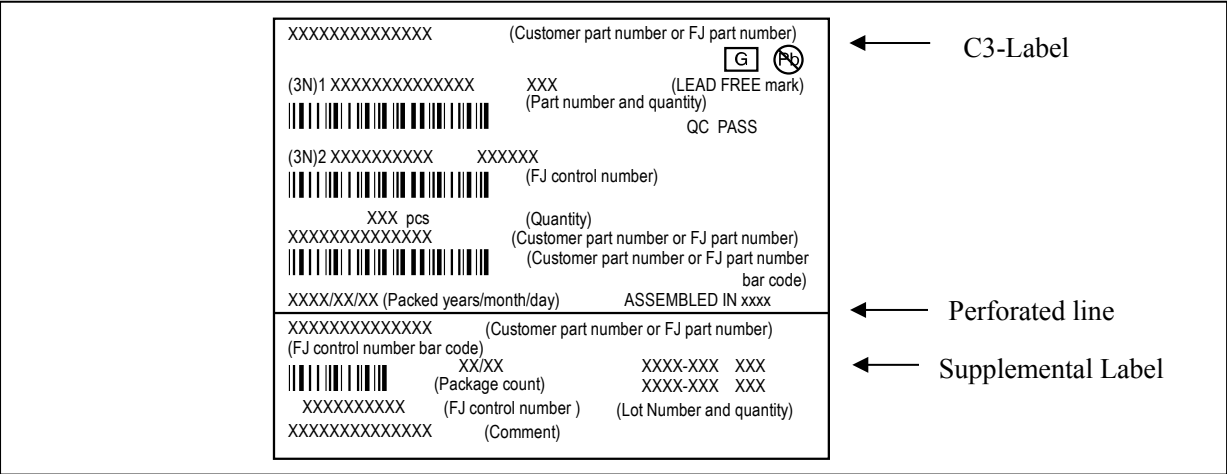 XXXXXXXXXXXXXX (Customer part number or FJ part number)
C3-Label
G Pb
(3N)1 XXXXXXXXXXXXXX XXX (LEAD FREE mark)
(Part number and quantity)
QC PASS
(3N)2 XXXXXXXXXX XXXXXX
(FJ control number)
XXX pcs (Quantity)
XXXXXXXXXXXXXX (Customer part number or FJ part number)
(Customer part number or FJ part number
bar code)
XXXX/XX/XX (Packed years/month/day) ASSEMBLED IN xxxx
Perforated line
XXXXXXXXXXXXXX (Customer part number or FJ part number)
(FJ control number bar code)
XX/XX XXXX-XXX XXX
Supplemental Label
(Package count) XXXX-XXX XXX
XXXXXXXXXX (FJ control number ) (Lot Number and quantity)
XXXXXXXXXXXXXX (Comment)